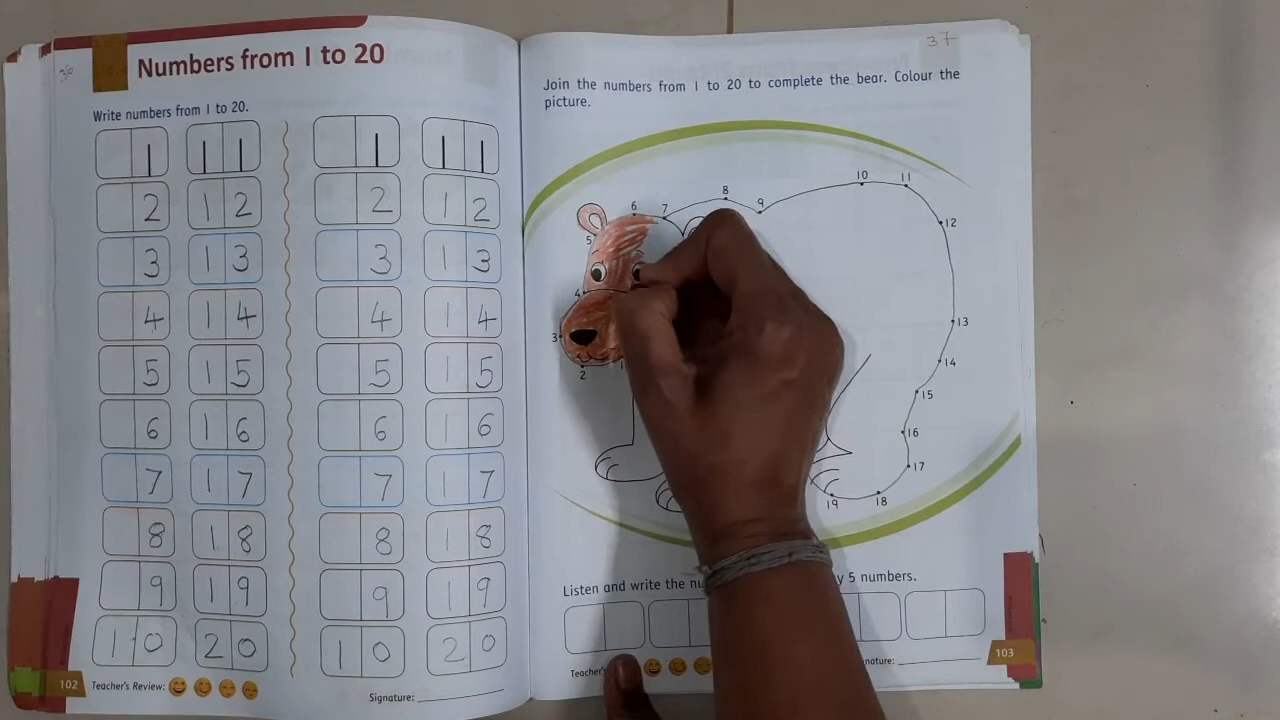 36
Numbers from 1 to 20
Write numbers from 1 to 20.
1 11 1 11
2 12 2 12
3 13 3 13
4 14 4 14
5 15 5 15
6 16 6 16
7 17 7 17
8 18 8 18
9 19 9 19
10 20 10 20
102 Teacher's Review:
Signature:
37
Join the numbers from 1 to 20 to complete the bear. Colour the
picture.
10 11
8
6 7 9
12
5
4
3 13
2 1 14
15
16
17
19 18
Listen and write the y 5 numbers.
Teacher's
103